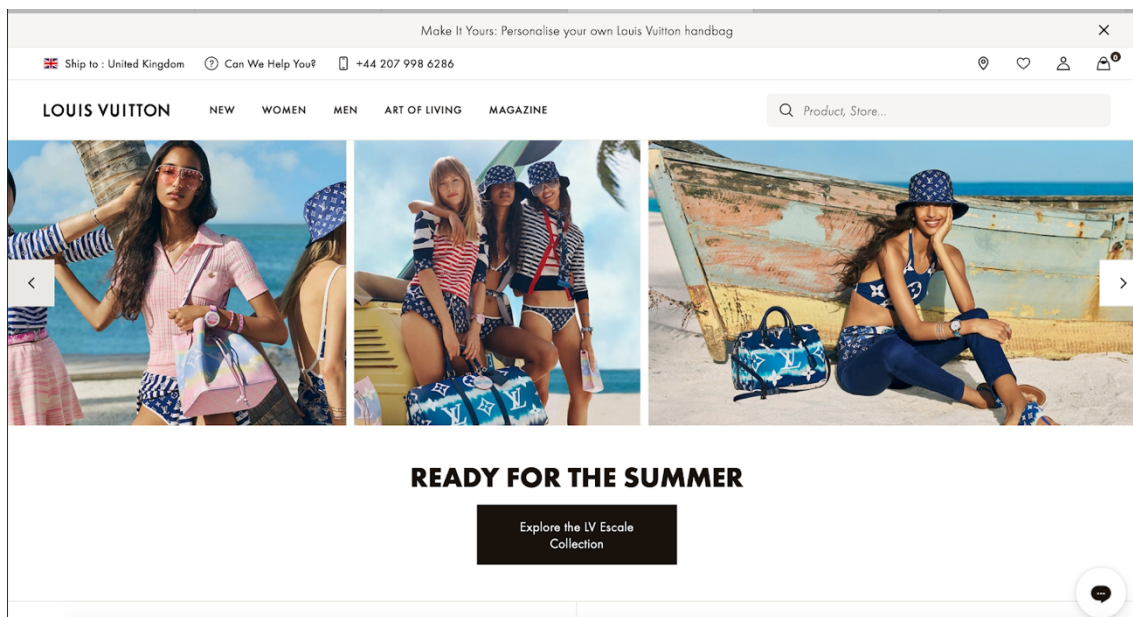 Make It Yours: Personalise your own Louis Vuitton handbag
Ship to : United Kingdom ? Can We Help You? +44 207 998 6286
0
LOUIS VUITTON NEW WOMEN MEN ART OF LIVING MAGAZINE Product, Store...
READY FOR THE SUMMER
Explore the LV Escale
Collection